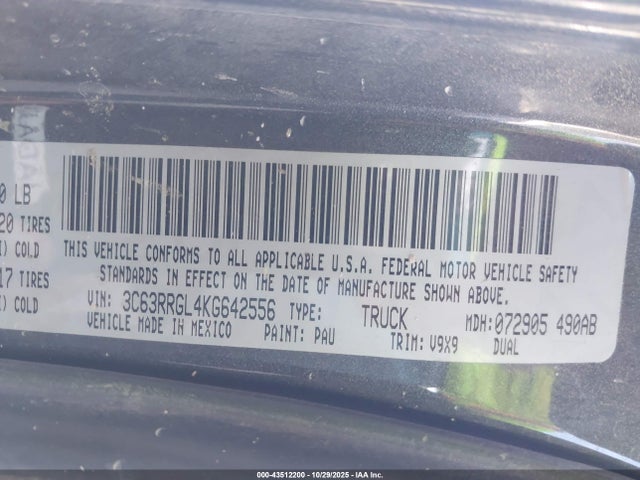 0 LB
20 TIRES
) COLD
17 TIRES
) COLD
THIS VEHICLE CONFORMS TO ALL APPLICABLE U.S.A. FEDERAL MOTOR VEHICLE SAFETY
STANDARDS IN EFFECT ON THE DATE OF MANUFACTURE SHOWN ABOVE.
VIN: 3C63RRGL4KG642556 TYPE: TRUCK MDH: 072905 490AB
VEHICLE MADE IN MEXICO PAINT: PAU TRIM: V9X9 DUAL
000-43512200 - 10/29/2025 - IAA Inc.